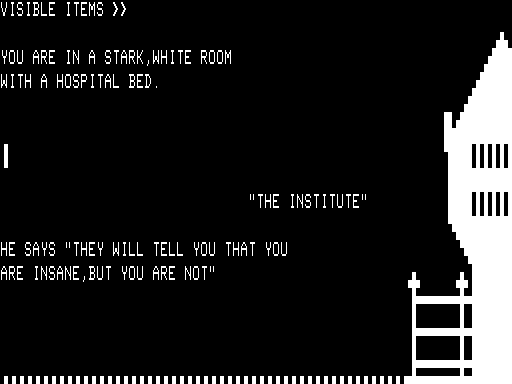 VISIBLE ITEMS >>
YOU ARE IN A STARK,WHITE ROOM
WITH A HOSPITAL BED.
"THE INSTITUTE"
HE SAYS "THEY WILL TELL YOU THAT YOU
ARE INSANE,BUT YOU ARE NOT"